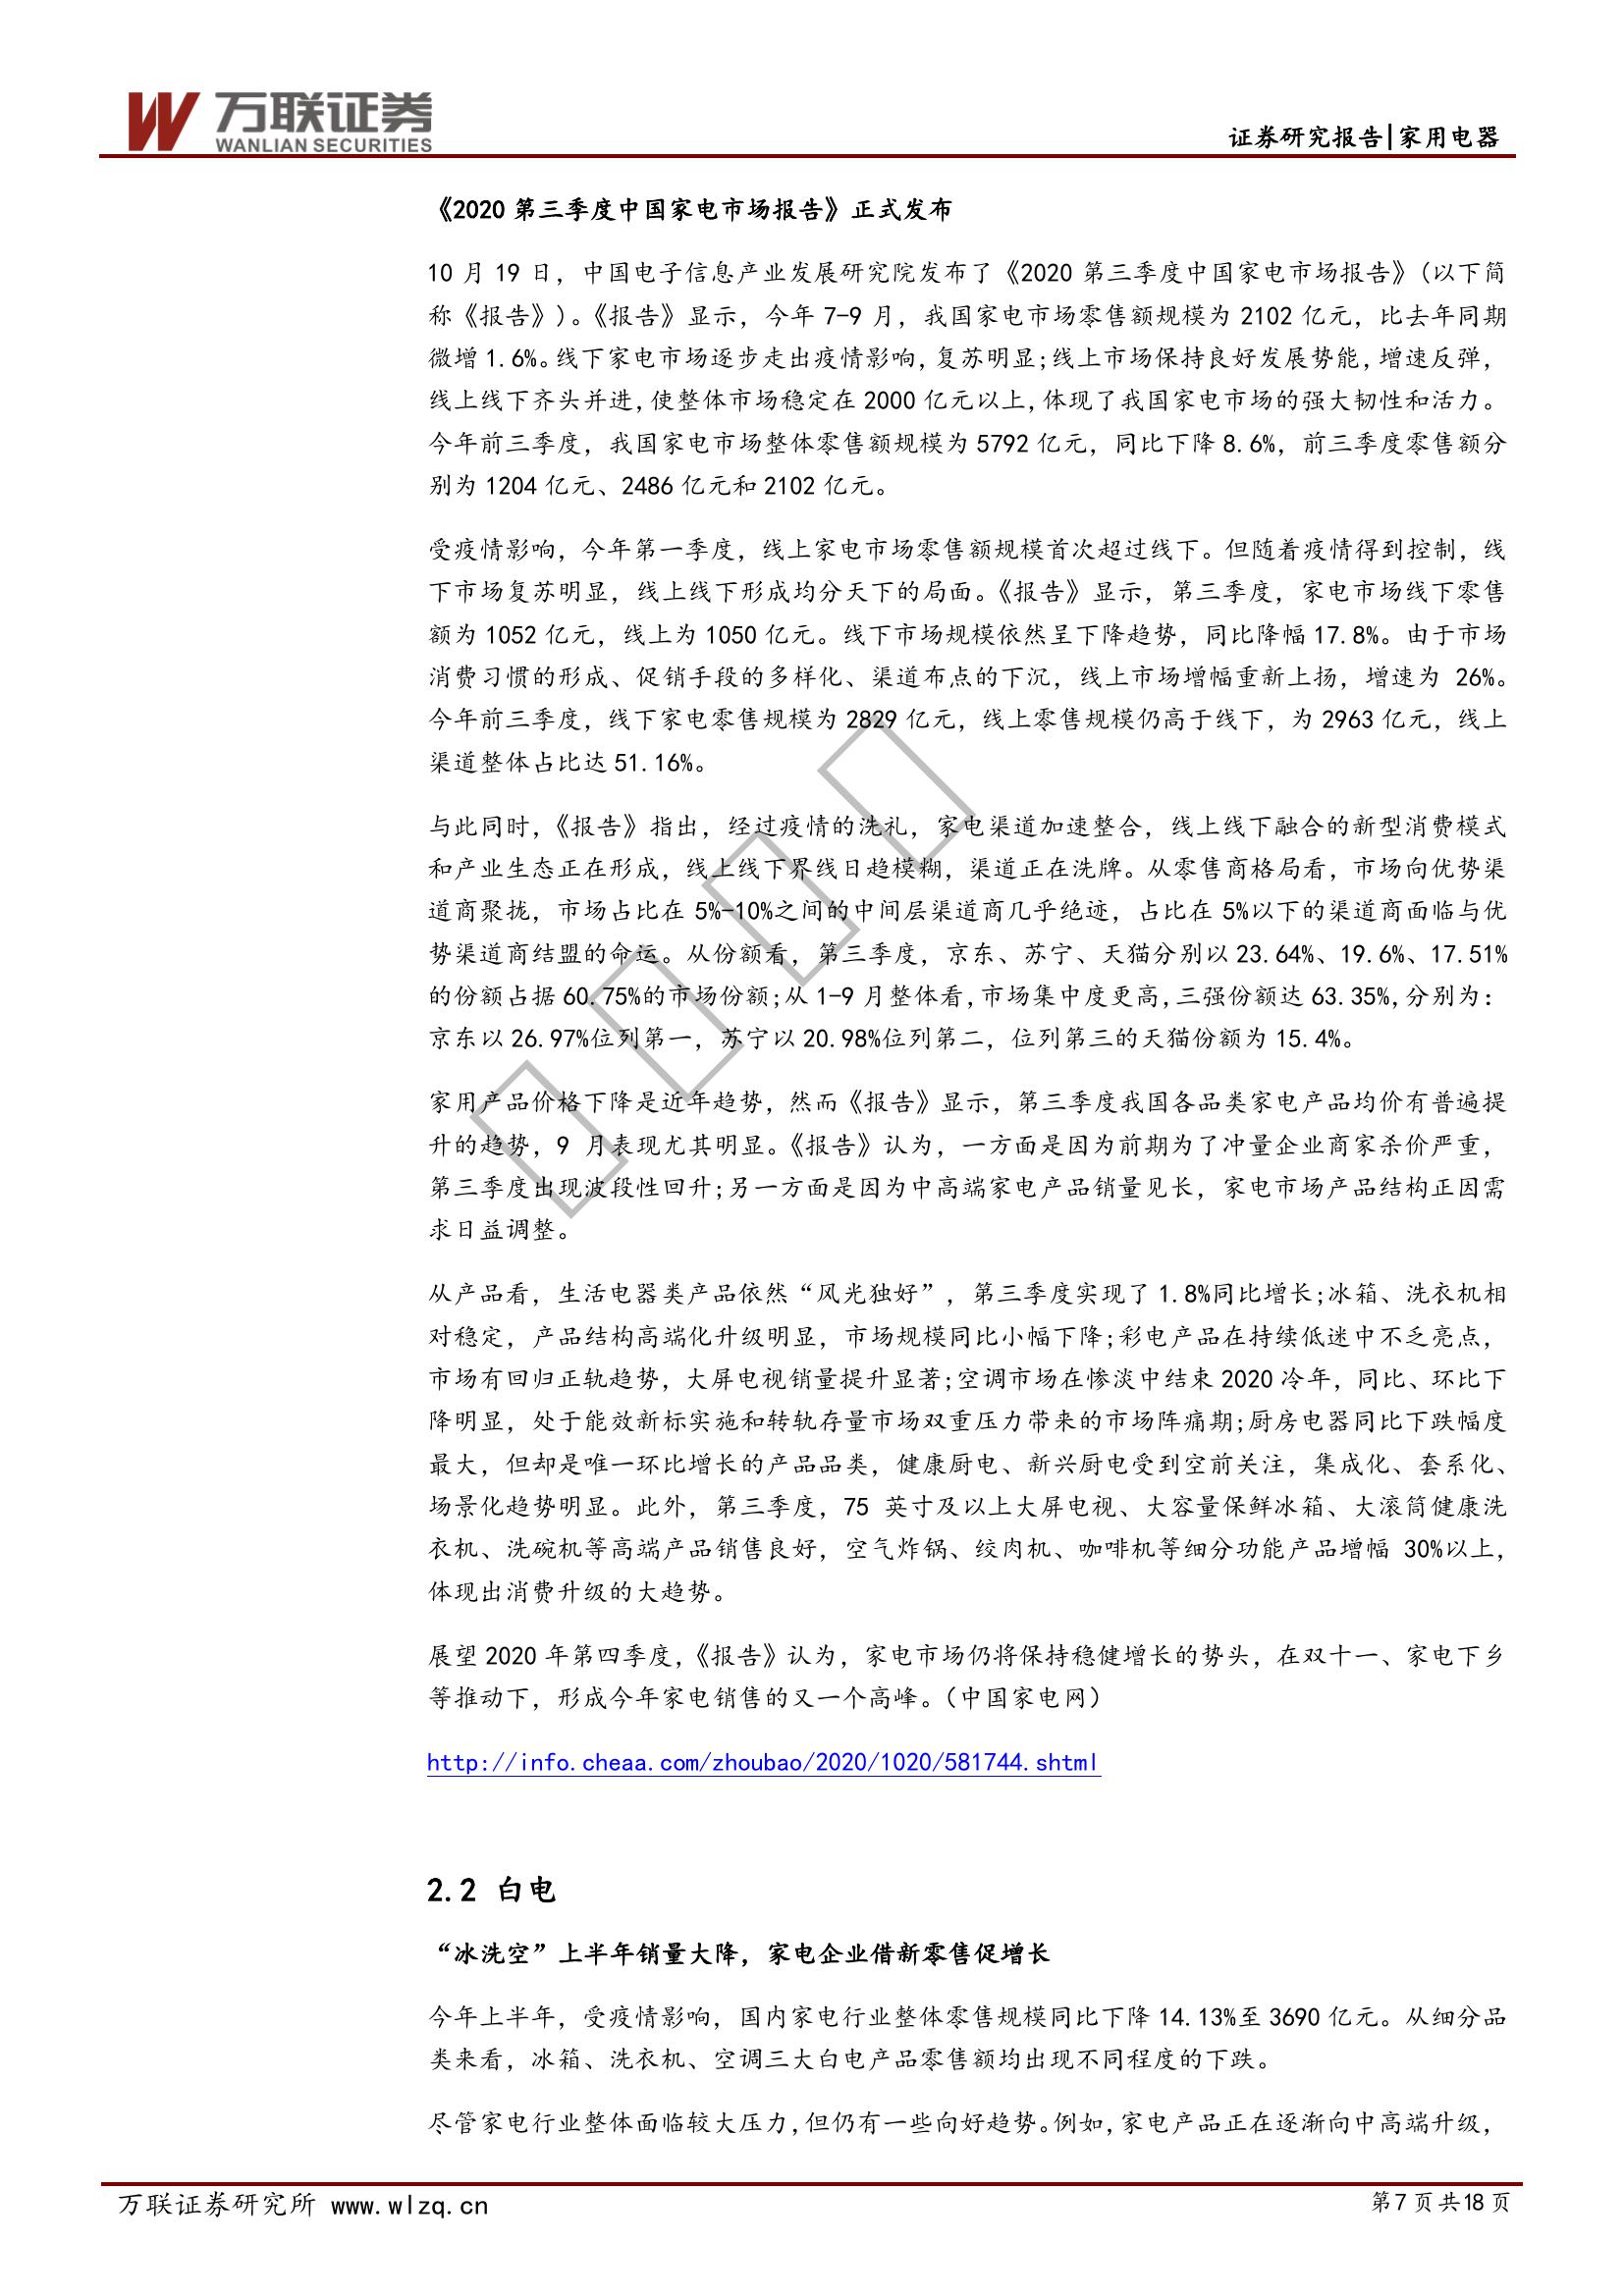 万联证券
WANLIAN SECURITIES
证券研究报告|家用电器
《2020 第三季度中国家电市场报告》正式发布
10 月 19 日，中国电子信息产业发展研究院发布了《2020 第三季度中国家电市场报告》(以下简
称《报告》)。《报告》显示，今年 7-9 月，我国家电市场零售额规模为 2102 亿元，比去年同期
微增 1.6%。线下家电市场逐步走出疫情影响,复苏明显;线上市场保持良好发展势能,增速反弹，
线上线下齐头并进,使整体市场稳定在 2000 亿元以上,体现了我国家电市场的强大韧性和活力。
今年前三季度，我国家电市场整体零售额规模为 5792 亿元，同比下降 8.6%，前三季度零售额分
别为 1204 亿元、2486 亿元和 2102 亿元。
受疫情影响，今年第一季度，线上家电市场零售额规模首次超过线下。但随着疫情得到控制，线
下市场复苏明显，线上线下形成均分天下的局面。《报告》显示，第三季度，家电市场线下零售
额为 1052 亿元，线上为 1050 亿元。线下市场规模依然呈下降趋势，同比降幅 17.8%。由于市场
消费习惯的形成、促销手段的多样化、渠道布点的下沉，线上市场增幅重新上扬，增速为 26%。
今年前三季度，线下家电零售规模为 2829 亿元，线上零售规模仍高于线下，为 2963 亿元，线上
渠道整体占比达 51.16%。
与此同时，《报告》指出，经过疫情的洗礼，家电渠道加速整合，线上线下融合的新型消费模式
和产业生态正在形成，线上线下界线日趋模糊，渠道正在洗牌。从零售商格局看，市场向优势渠
道商聚拢，市场占比在 5%-10%之间的中间层渠道商几乎绝迹，占比在 5%以下的渠道商面临与优
势渠道商结盟的命运。从份额看，第三季度，京东、苏宁、天猫分别以 23.64%、19.6%、17.51%
的份额占据 60.75%的市场份额;从 1-9 月整体看,市场集中度更高,三强份额达 63.35%,分别为：
京东以 26.97%位列第一，苏宁以 20.98%位列第二，位列第三的天猫份额为 15.4%。
家用产品价格下降是近年趋势，然而《报告》显示，第三季度我国各品类家电产品均价有普遍提
升的趋势，9 月表现尤其明显。《报告》认为，一方面是因为前期为了冲量企业商家杀价严重，
第三季度出现波段性回升;另一方面是因为中高端家电产品销量见长，家电市场产品结构正因需
求日益调整。
从产品看，生活电器类产品依然“风光独好”，第三季度实现了 1.8%同比增长;冰箱、洗衣机相
对稳定，产品结构高端化升级明显，市场规模同比小幅下降;彩电产品在持续低迷中不乏亮点，
市场有回归正轨趋势，大屏电视销量提升显著;空调市场在惨淡中结束 2020 冷年，同比、环比下
降明显，处于能效新标实施和转轨存量市场双重压力带来的市场阵痛期;厨房电器同比下跌幅度
最大，但却是唯一环比增长的产品品类，健康厨电、新兴厨电受到空前关注，集成化、套系化、
场景化趋势明显。此外，第三季度，75 英寸及以上大屏电视、大容量保鲜冰箱、大滚筒健康洗
衣机、洗碗机等高端产品销售良好，空气炸锅、绞肉机、咖啡机等细分功能产品增幅 30%以上，
体现出消费升级的大趋势。
展望 2020 年第四季度，《报告》认为，家电市场仍将保持稳健增长的势头，在双十一、家电下乡
等推动下，形成今年家电销售的又一个高峰。（中国家电网）
http://info.cheaa.com/zhoubao/2020/1020/581744.shtml
2.2 白电
“冰洗空”上半年销量大降，家电企业借新零售促增长
今年上半年，受疫情影响，国内家电行业整体零售规模同比下降 14.13%至 3690 亿元。从细分品
类来看，冰箱、洗衣机、空调三大白电产品零售额均出现不同程度的下跌。
尽管家电行业整体面临较大压力,但仍有一些向好趋势。例如,家电产品正在逐渐向中高端升级，
万联证券研究所 www.wlzq.cn
第 7 页 共 18 页